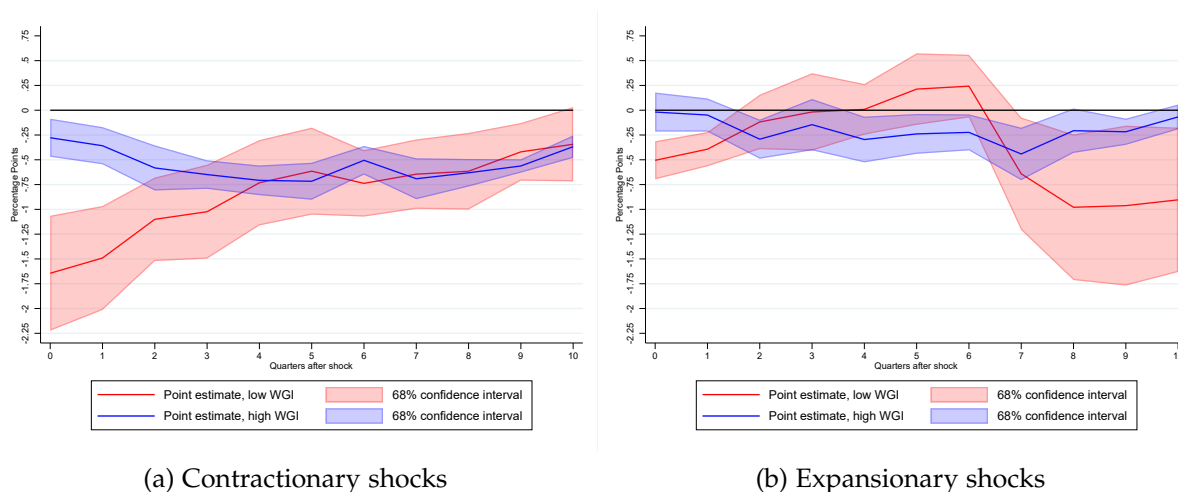 .75
.5
.25
0
-.25
-.5
-.75
-1
-1.25
-1.5
-1.75
-2
-2.25
Percentage Points
0 1 2 3 4 5 6 7 8 9 10
Quarters after shock
Point estimate, low WGI 68% confidence interval
Point estimate, high WGI 68% confidence interval
(a) Contractionary shocks
.75
.5
.25
0
-.25
-.5
-.75
-1
-1.25
-1.5
-1.75
-2
-2.25
Percentage Points
0 1 2 3 4 5 6 7 8 9
Quarters after shock
Point estimate, low WGI 68% confidence interval
Point estimate, high WGI 68% confidence interval
(b) Expansionary shocks